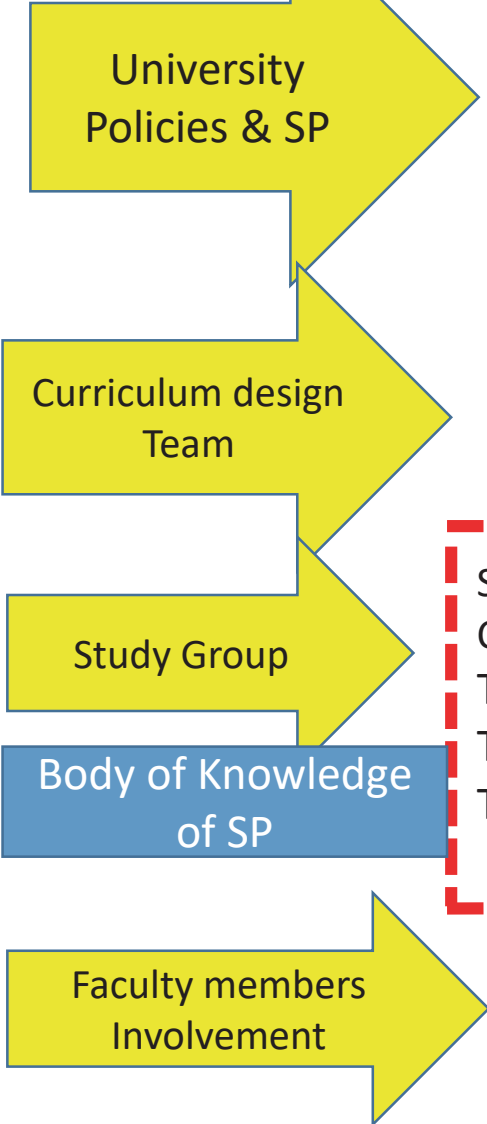 University
Policies & SP
Curriculum design
Team
Study Group
Body of Knowledge
of SP
Faculty members
Involvement